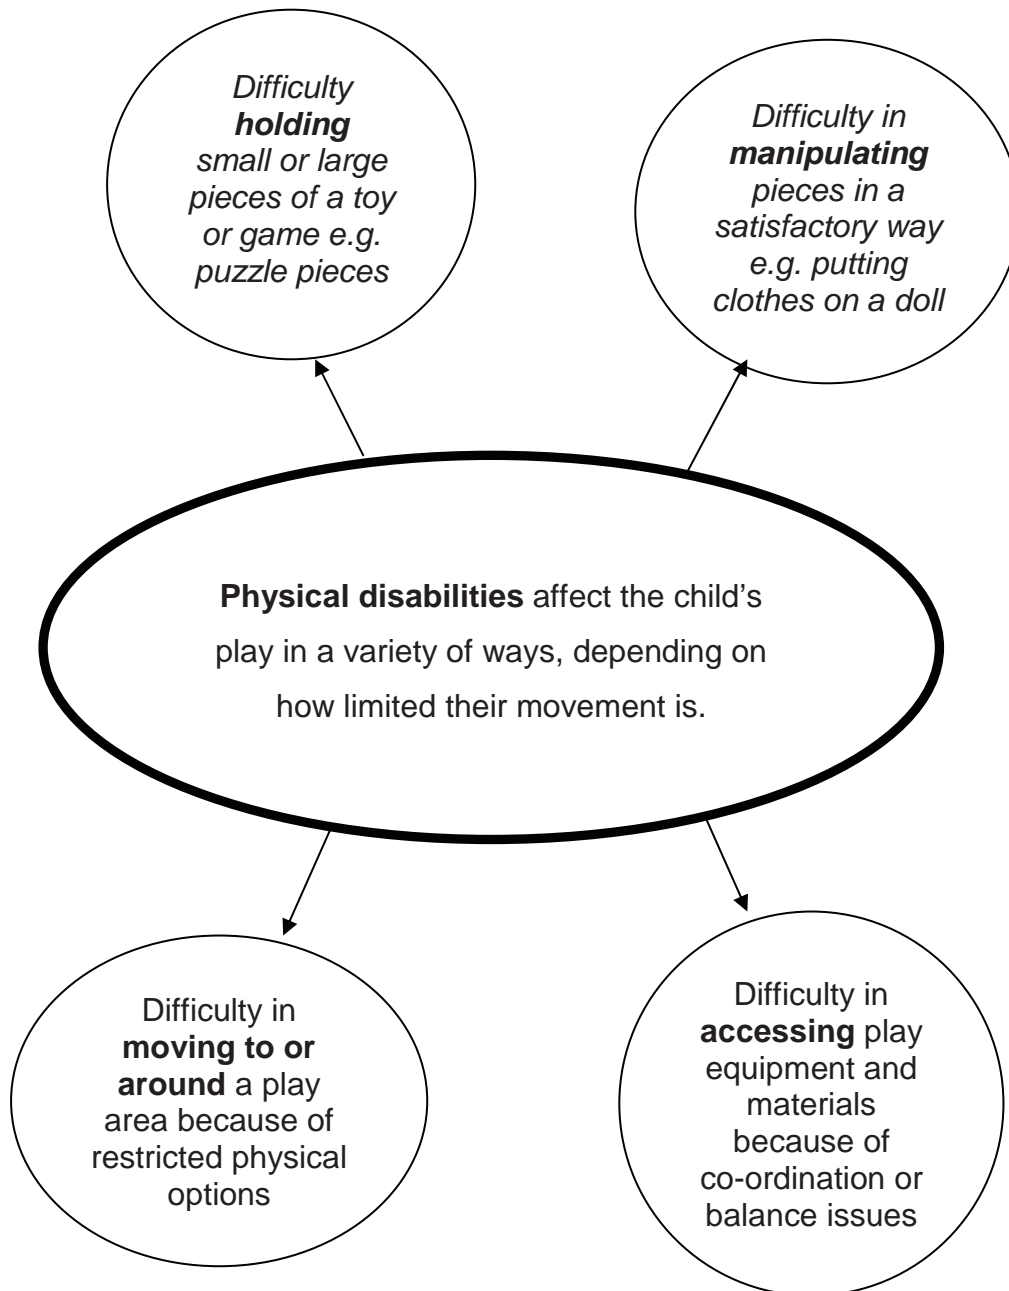 Difficulty
holding
small or large
pieces of a toy
or game e.g.
puzzle pieces
Difficulty in
manipulating
pieces in a
satisfactory way
e.g. putting
clothes on a doll
Physical disabilities affect the child’s
play in a variety of ways, depending on
how limited their movement is.
Difficulty in
moving to or
around a play
area because of
restricted physical
options
Difficulty in
accessing play
equipment and
materials
because of
co-ordination or
balance issues